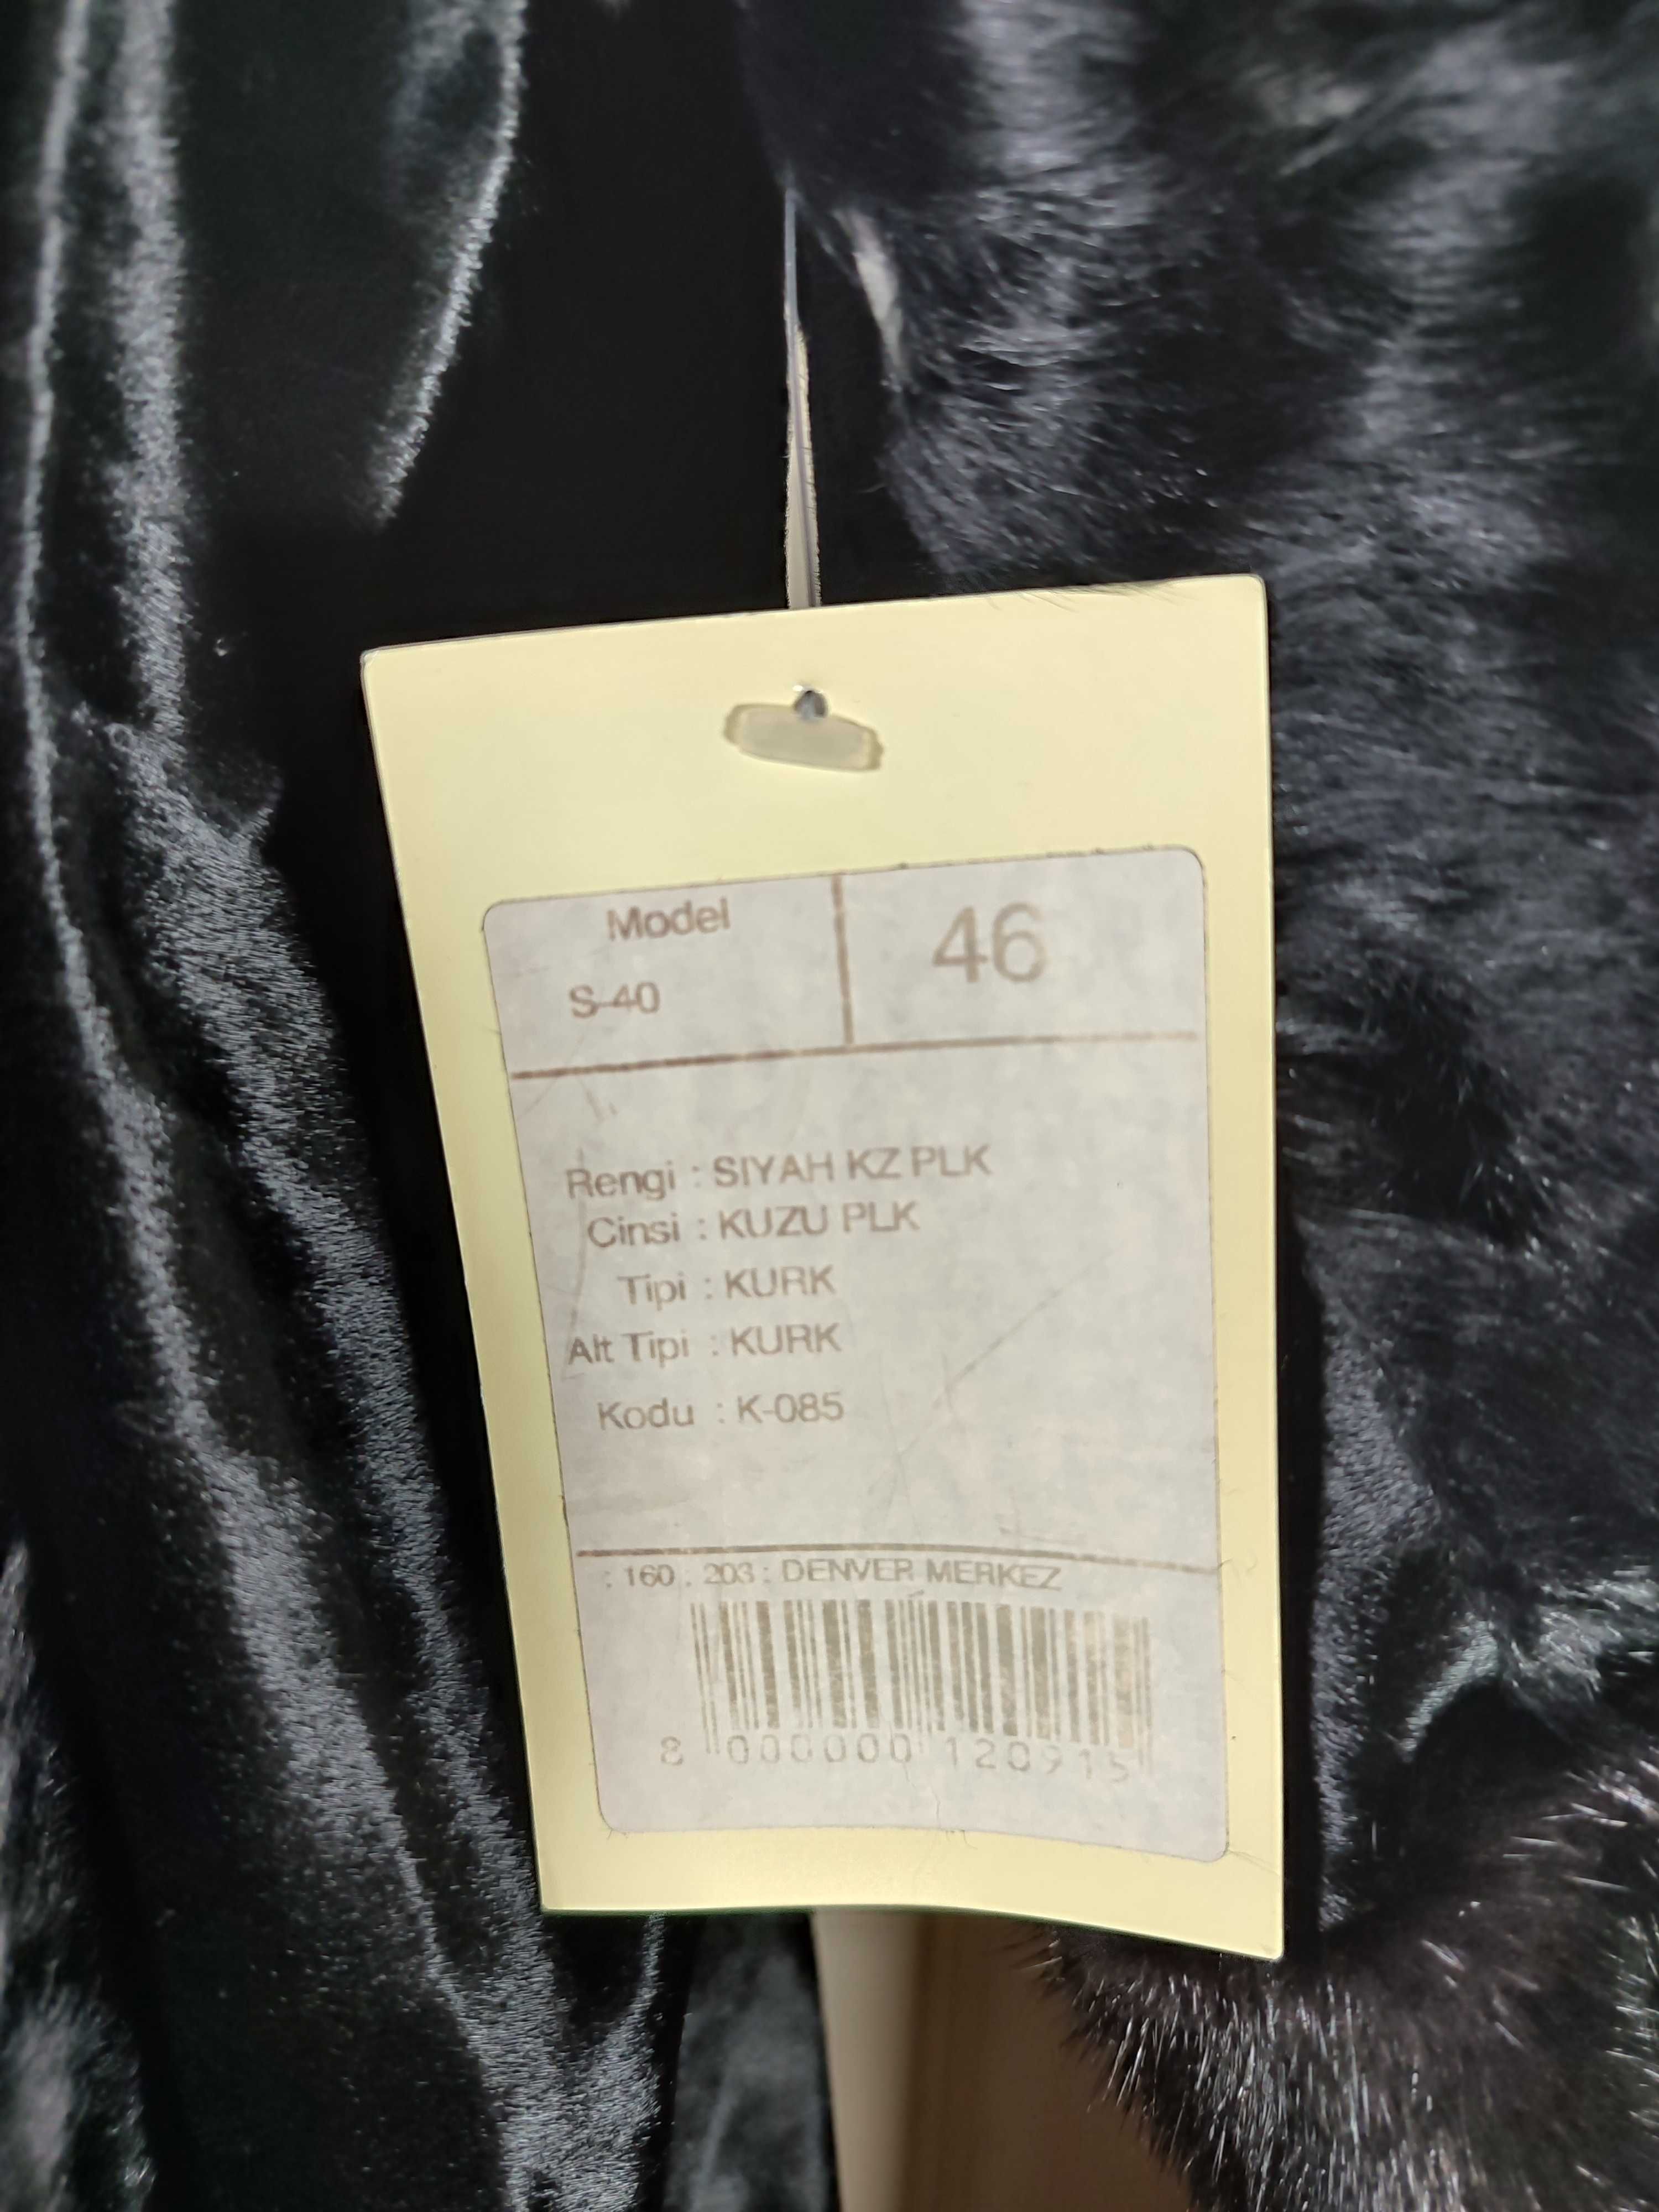 Model 46
S-40
Rengi : SIYAH KZ PLK
Cinsi : KUZU PLK
Tipi : KURK
Alt Tipi : KURK
Kodu : K-085
: 160 . 203 : DENVER MERKEZ
8 000000 120915